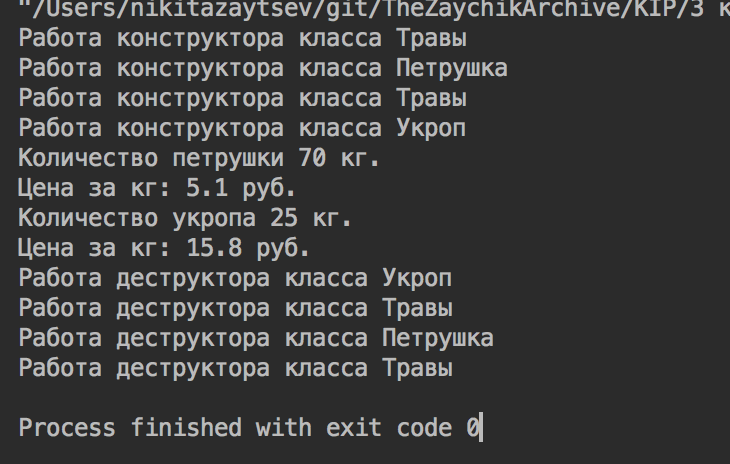 "/Users/nikitazaytsev/git/TheZaychikArchive/KIP/3 к
Работа конструктора класса Травы
Работа конструктора класса Петрушка
Работа конструктора класса Травы
Работа конструктора класса Укроп
Количество петрушки 70 кг.
Цена за кг: 5.1 руб.
Количество укропа 25 кг.
Цена за кг: 15.8 руб.
Работа деструктора класса Укроп
Работа деструктора класса Травы
Работа деструктора класса Петрушка
Работа деструктора класса Травы
Process finished with exit code 0